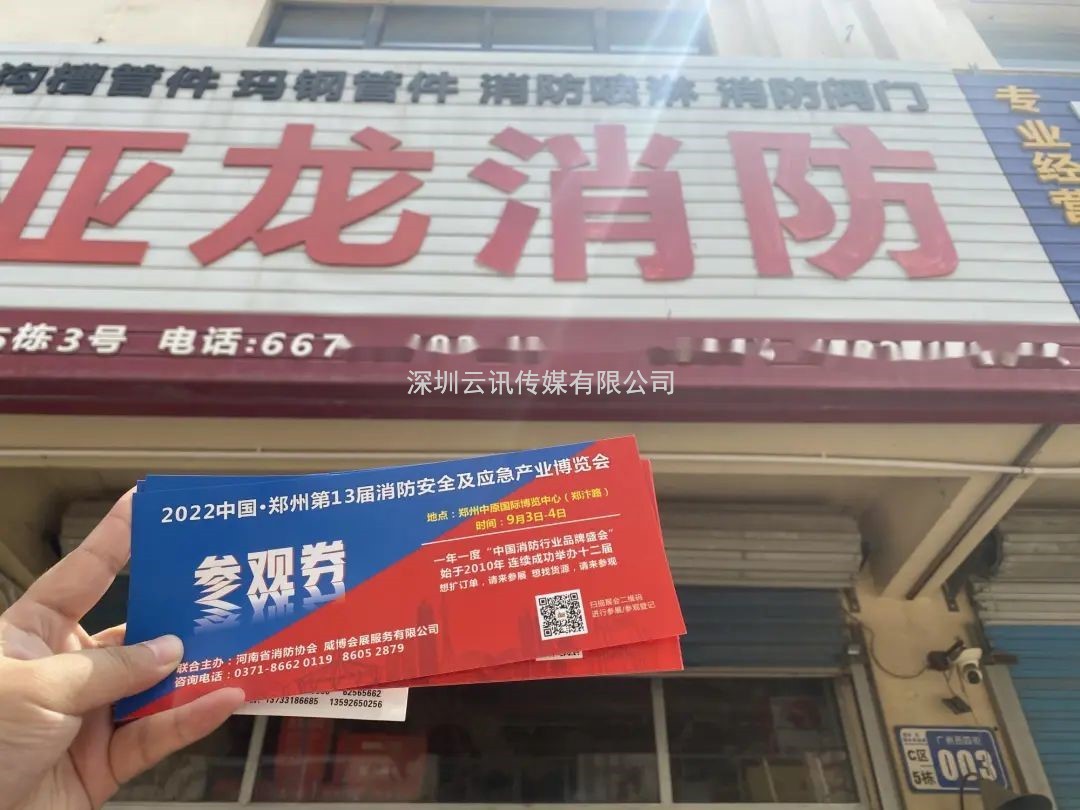 沟槽管件 玛钢管件 消防喷淋 消防阀门
亚龙消防
专业经营
5栋3号 电话:667
深圳云讯传媒有限公司
2022中国·郑州第13届消防安全及应急产业博览会
地点：郑州中原国际博览中心（郑汴路）
时间：9月3日-4日
参观券
一年一度“中国消防行业品牌盛会”
始于2010年 连续成功举办十二届
想扩订单，请来参展 想找货源，请来参观
扫描展会二维码
进行参展/参观登记
联合主办：河南省消防协会 威博会展服务有限公司
咨询电话：0371-8662 0119 8605 2879
62565662
13733186685 13592650256
C区
5栋
003